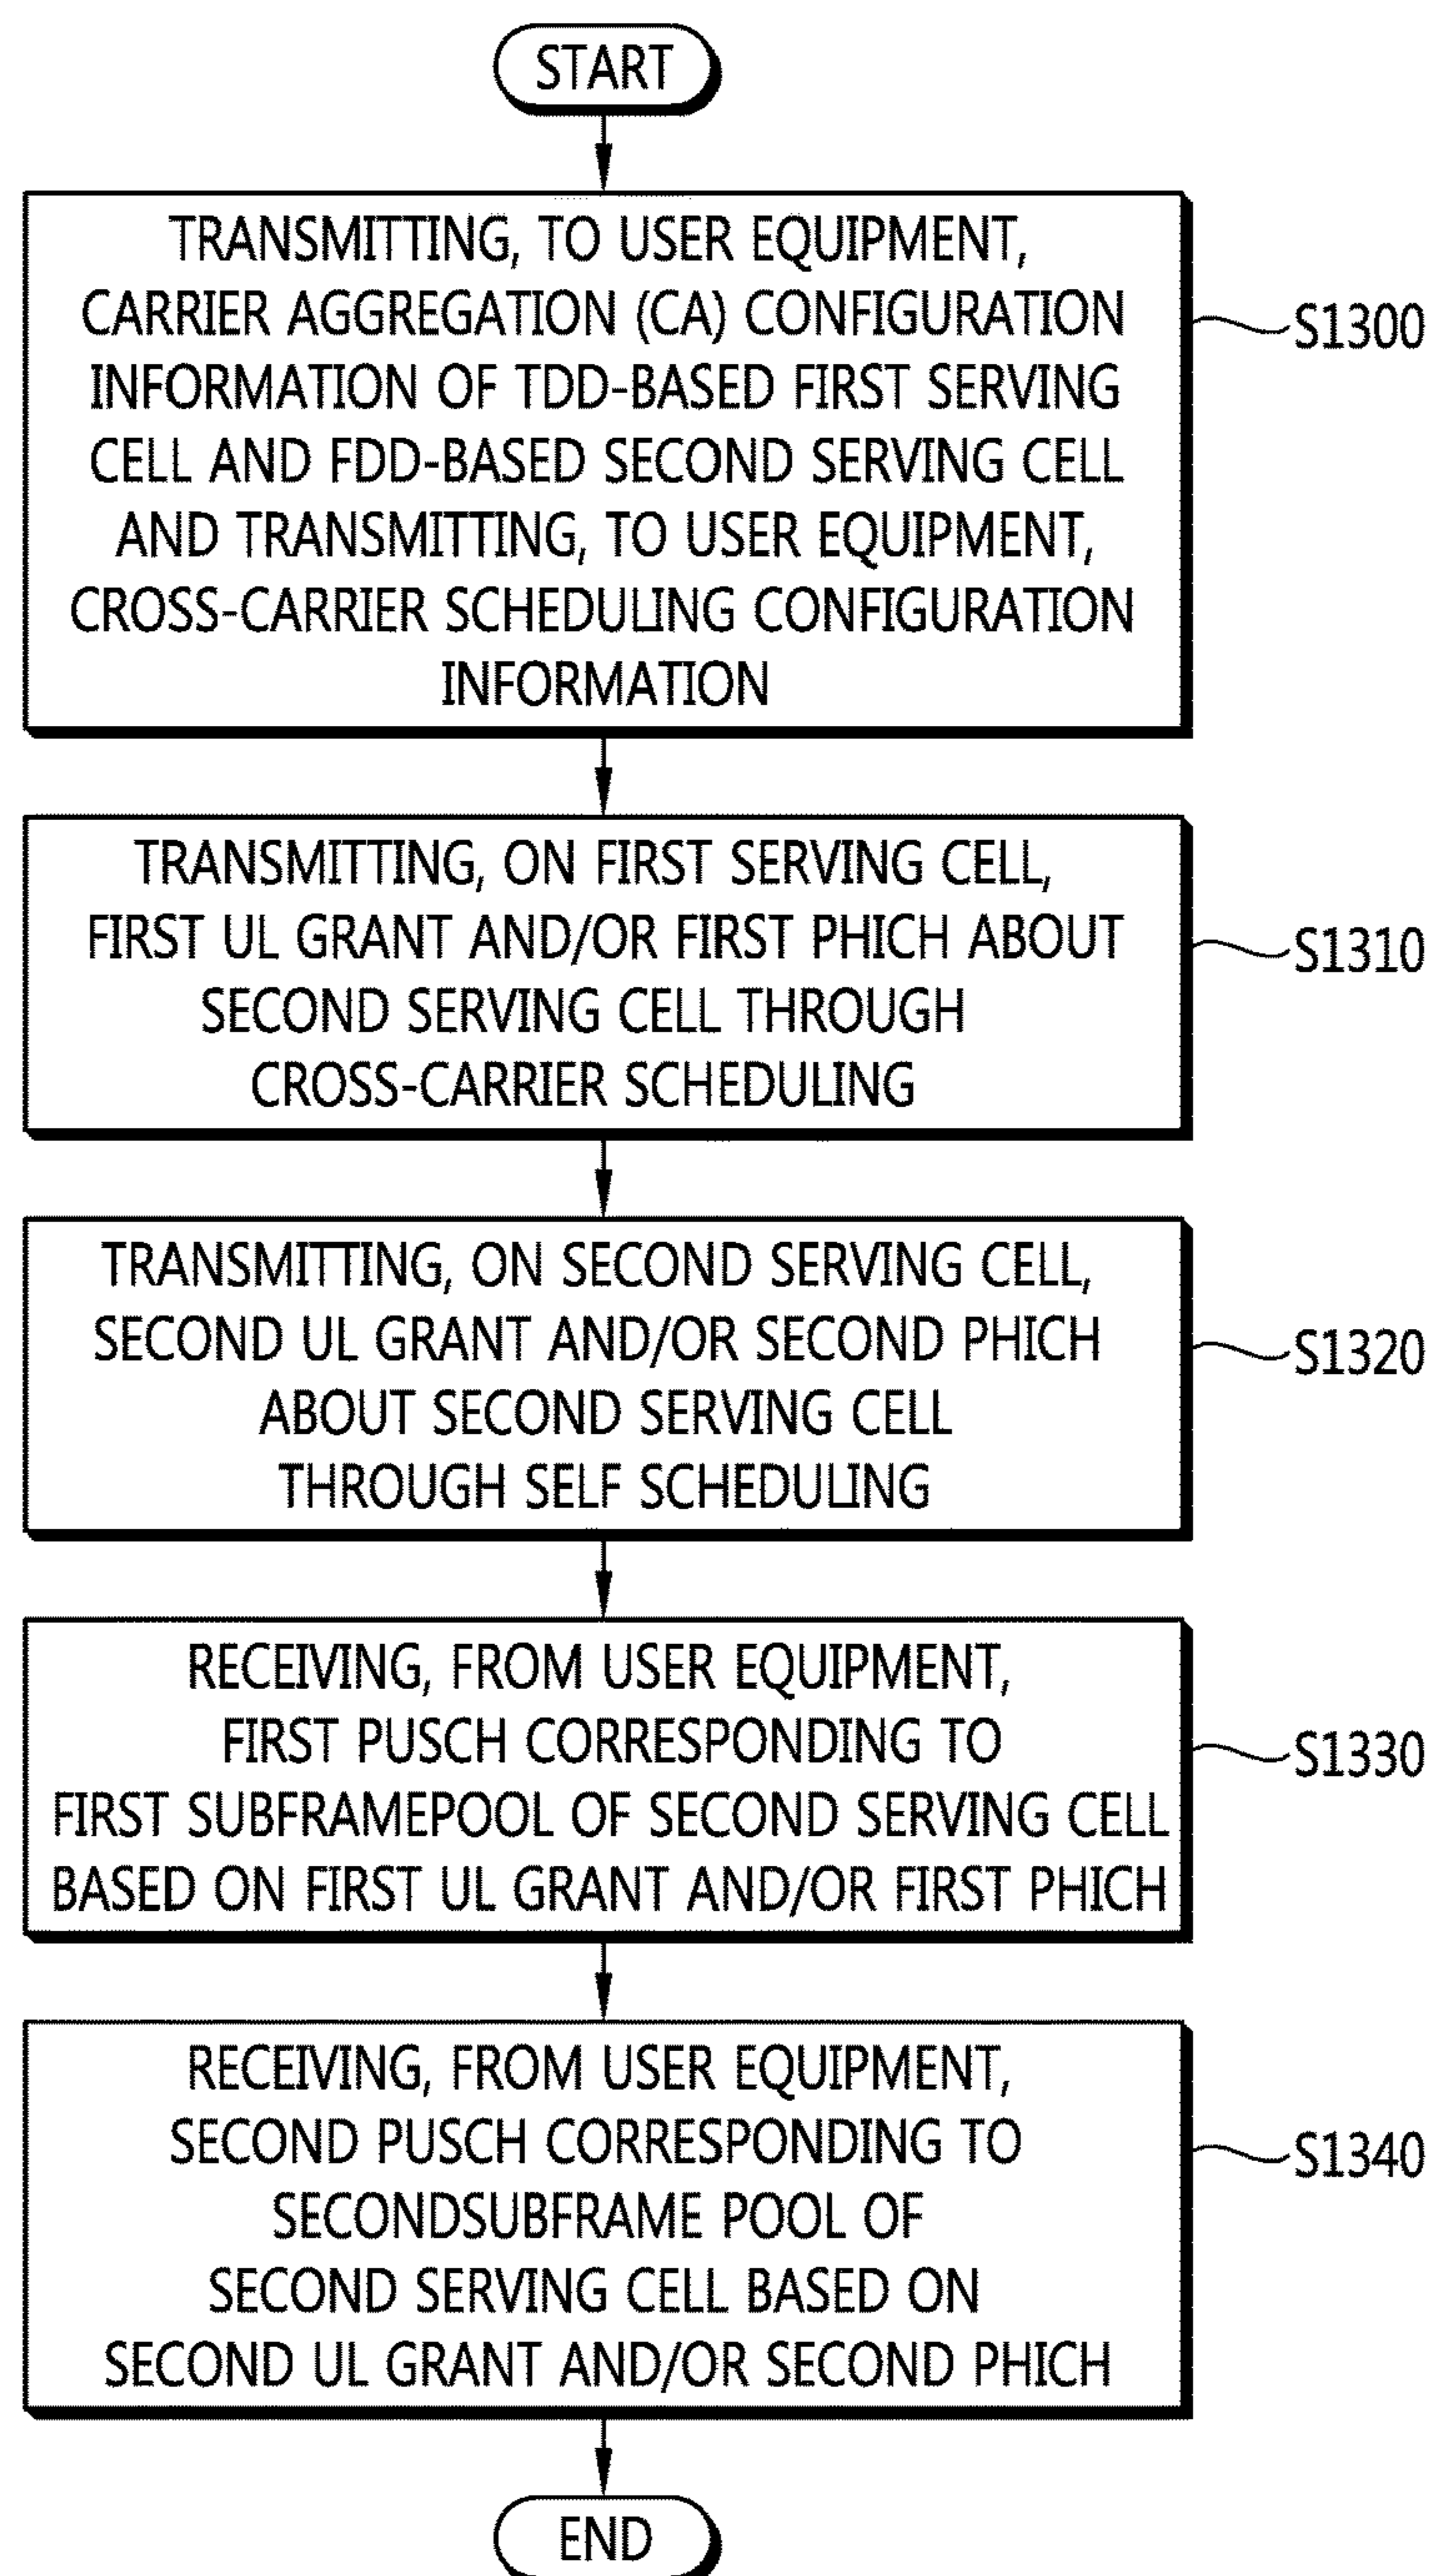 START
TRANSMITTING, TO USER EQUIPMENT,
CARRIER AGGREGATION (CA) CONFIGURATION
INFORMATION OF TDD-BASED FIRST SERVING
CELL AND FDD-BASED SECOND SERVING CELL
AND TRANSMITTING, TO USER EQUIPMENT,
CROSS-CARRIER SCHEDULING CONFIGURATION
INFORMATION
S1300
TRANSMITTING, ON FIRST SERVING CELL,
FIRST UL GRANT AND/OR FIRST PHICH ABOUT
SECOND SERVING CELL THROUGH
CROSS-CARRIER SCHEDULING
S1310
TRANSMITTING, ON SECOND SERVING CELL,
SECOND UL GRANT AND/OR SECOND PHICH
ABOUT SECOND SERVING CELL
THROUGH SELF SCHEDULING
S1320
RECEIVING, FROM USER EQUIPMENT,
FIRST PUSCH CORRESPONDING TO
FIRST SUBFRAMEPOOL OF SECOND SERVING CELL
BASED ON FIRST UL GRANT AND/OR FIRST PHICH
S1330
RECEIVING, FROM USER EQUIPMENT,
SECOND PUSCH CORRESPONDING TO
SECONDSUBFRAME POOL OF
SECOND SERVING CELL BASED ON
SECOND UL GRANT AND/OR SECOND PHICH
S1340
END